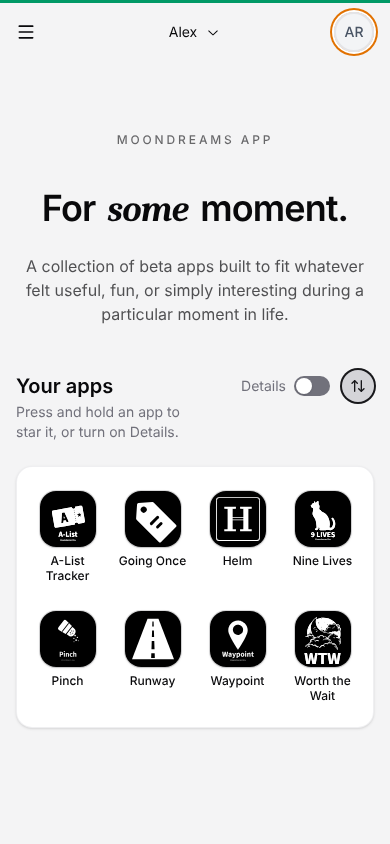 Alex
AR
MOONDREAMS APP
For some moment.
A collection of beta apps built to fit whatever
felt useful, fun, or simply interesting during a
particular moment in life.
Your apps
Details
Press and hold an app to
star it, or turn on Details.
A
A-List
H
9 LIVES
A-List
Tracker
Going Once
Helm
Nine Lives
Pinch
Waypoint
WTW
Pinch
Runway
Waypoint
Worth the
Wait